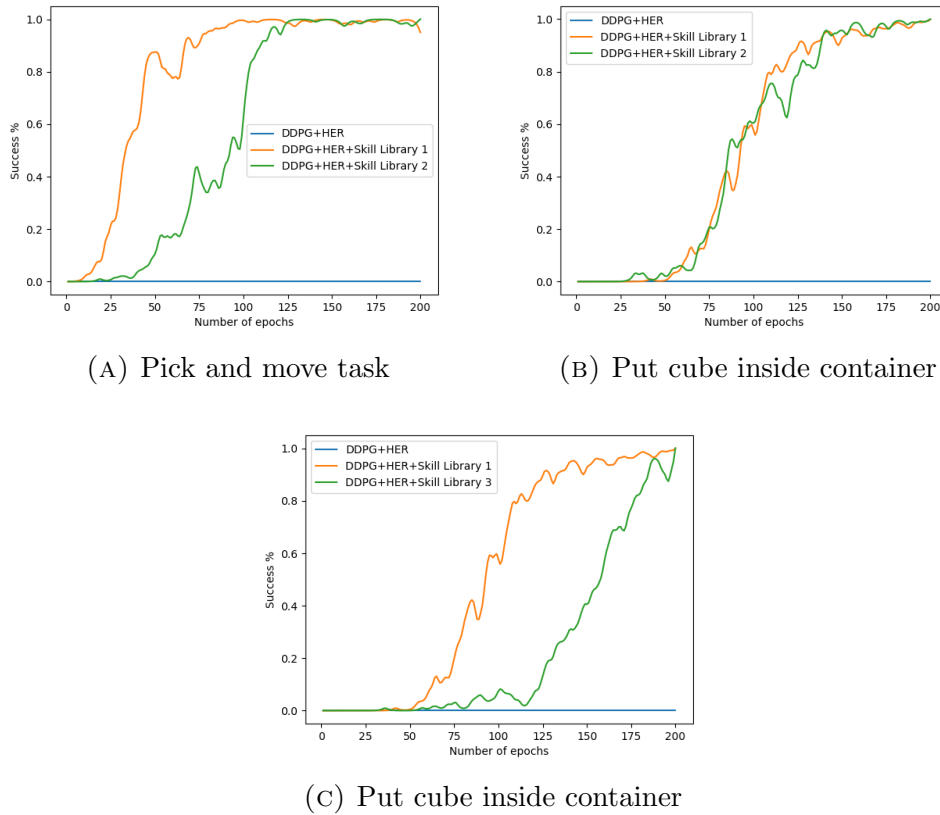 1.0
0.8
0.6
0.4
0.2
0.0
Success %
DDPG+HER
DDPG+HER+Skill Library 1
DDPG+HER+Skill Library 2
0 25 50 75 100 125 150 175 200
Number of epochs
(A) Pick and move task
1.0
0.8
0.6
0.4
0.2
0.0
Success %
DDPG+HER
DDPG+HER+Skill Library 1
DDPG+HER+Skill Library 2
0 25 50 75 100 125 150 175 200
Number of epochs
(B) Put cube inside container
1.0
0.8
0.6
0.4
0.2
0.0
Success %
DDPG+HER
DDPG+HER+Skill Library 1
DDPG+HER+Skill Library 3
0 25 50 75 100 125 150 175 200
Number of epochs
(C) Put cube inside container